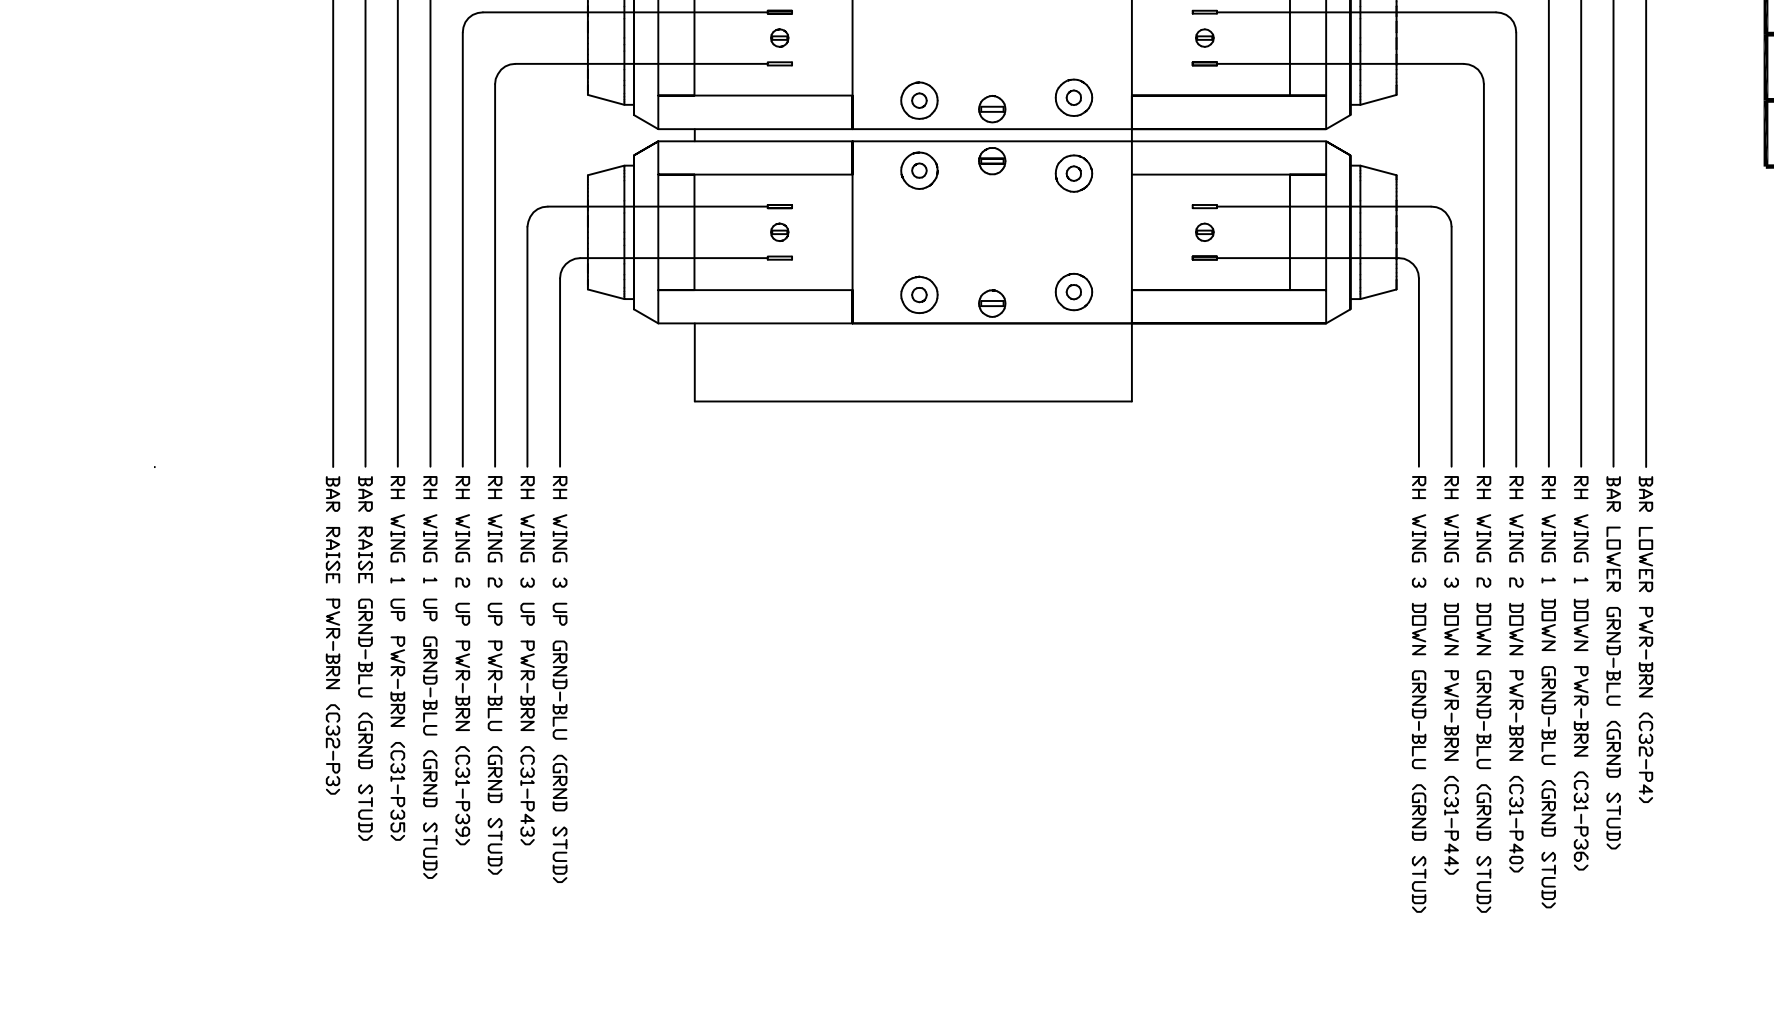 BAR RAISE PWR-BRN (C32-P3)
BAR RAISE GRND-BLU (GRND STUD)
RH WING 1 UP PWR-BRN (C31-P35)
RH WING 1 UP GRND-BLU (GRND STUD)
RH WING 2 UP PWR-BRN (C31-P39)
RH WING 2 UP PWR-BLU (GRND STUD)
RH WING 3 UP PWR-BRN (C31-P43)
RH WING 3 UP GRND-BLU (GRND STUD)
RH WING 3 DOWN GRND-BLU (GRND STUD)
RH WING 3 DOWN PWR-BRN (C31-P44)
RH WING 2 DOWN GRND-BLU (GRND STUD)
RH WING 2 DOWN PWR-BRN (C31-P40)
RH WING 1 DOWN GRND-BLU (GRND STUD)
RH WING 1 DOWN PWR-BRN (C31-P36)
BAR LOWER GRND-BLU (GRND STUD)
BAR LOWER PWR-BRN (C32-P4)